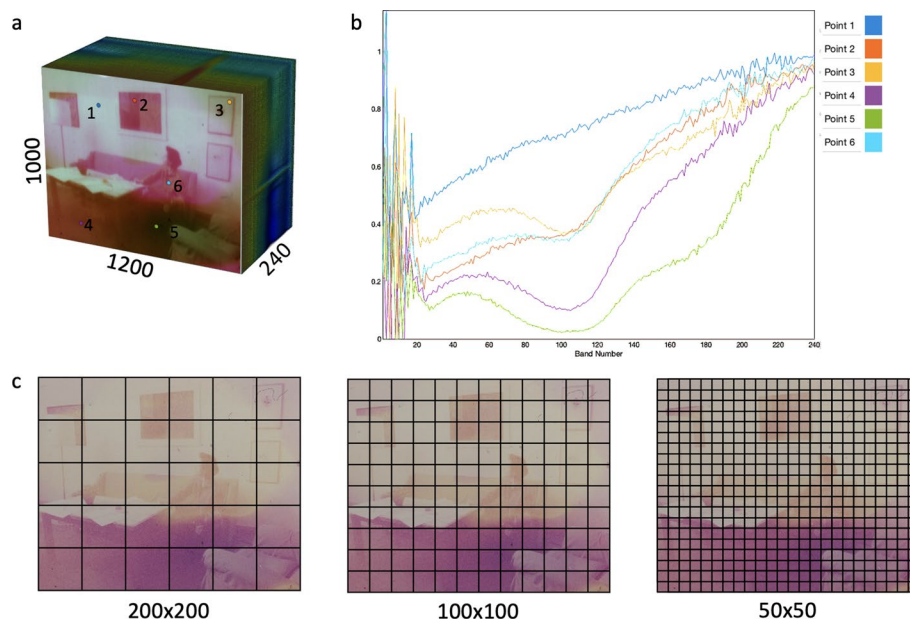 a
1
2
3
4
5
6
1000
1200
240
b
1
0.8
0.6
0.4
0.2
0
20 40 60 80 100 120 140 160 180 200 220 240
Band Number
Point 1
Point 2
Point 3
Point 4
Point 5
Point 6
c
200x200
100x100
50x50